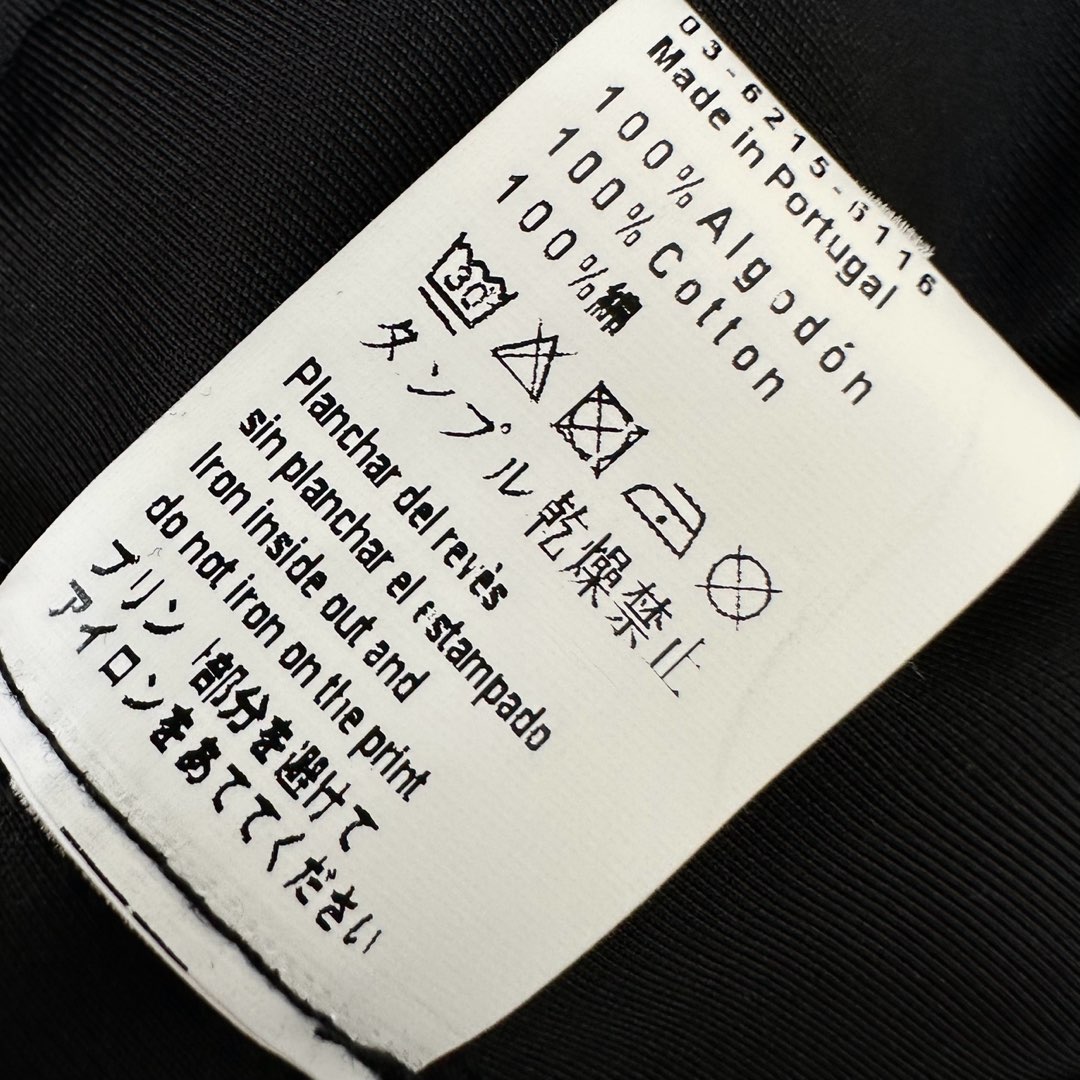 03-6215-6116
Made in Portugal
100% Algodón
100% Cotton
100%綿
30°
タンブル乾燥禁止
Planchar del revés
sin planchar el estampado
Iron inside out and
do not iron on the print
プリント部分を避けて
アイロンをあててください